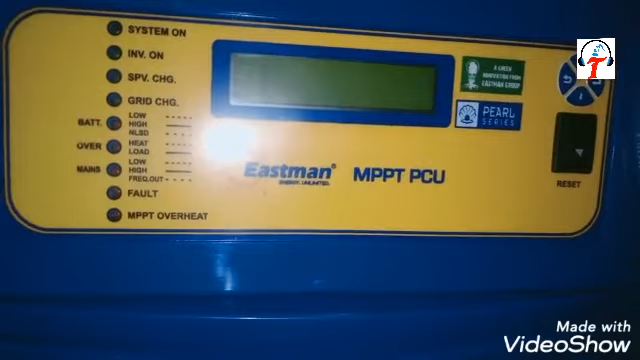 SYSTEM ON
INV. ON
SPV. CHG.
GRID CHG.
BATT.
LOW
HIGH
NLSD
OVER
HEAT
LOAD
MAINS
LOW
HIGH
FREQ.OUT
FAULT
MPPT OVERHEAT
A GREEN
INNOVATION FROM
EASTMAN GROUP
PEARL
SERIES
Eastman®
ENERGY. UNLIMITED.
MPPT PCU
RESET
T
Made with
VideoShow